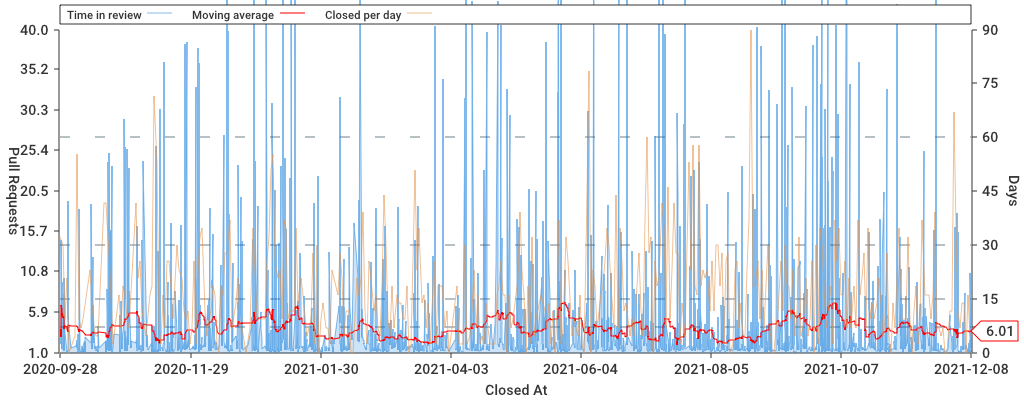 Time in review Moving average Closed per day
40.0 90
35.2 75
30.3
25.4 60
20.5 45
15.7 30
10.8
5.9 15
6.01
1.0 0
Pull Requests
Days
2020-09-28 2020-11-29 2021-01-30 2021-04-03 2021-06-04 2021-08-05 2021-10-07 2021-12-08
Closed At